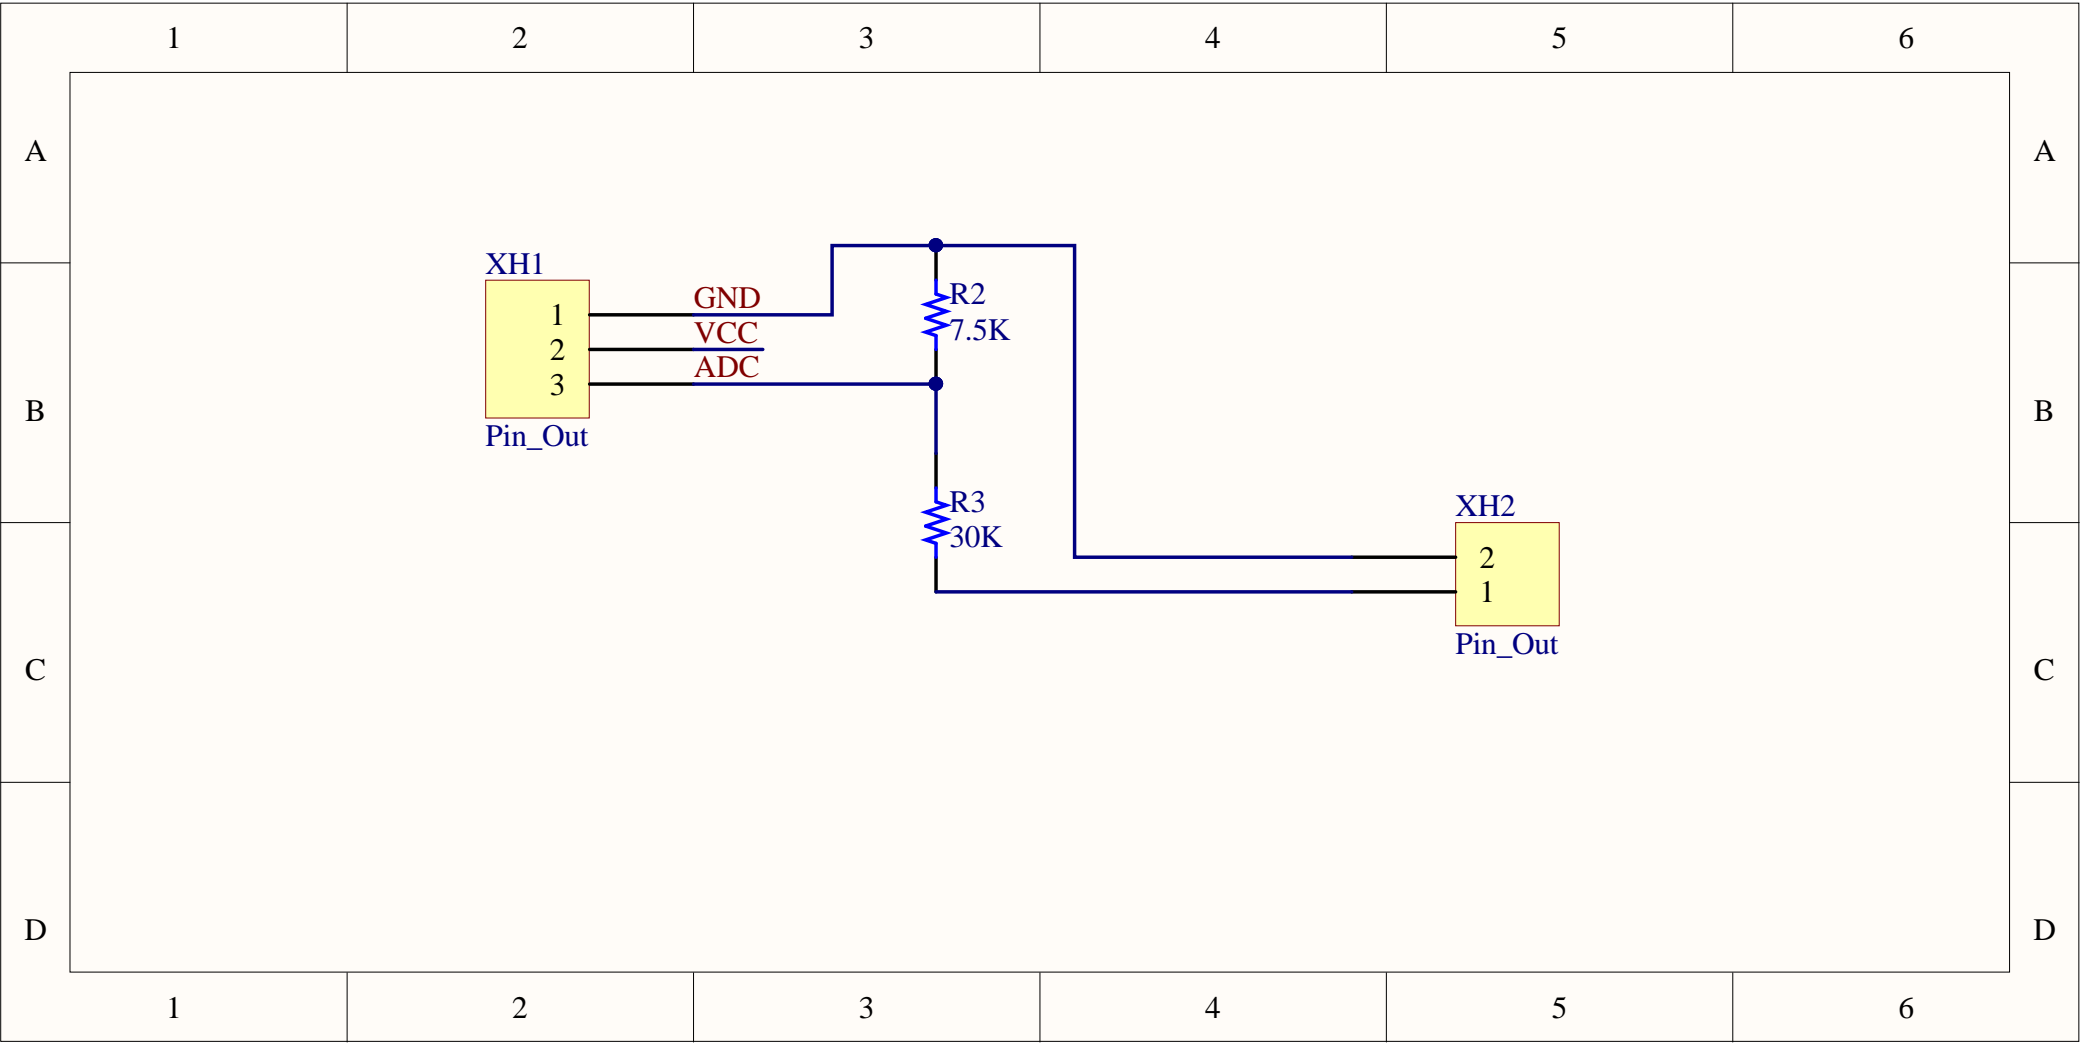 1 2 3 4 5 6
A A
XH1
1 GND
2 VCC
3 ADC
Pin_Out
R2
7.5K
B B
R3
30K
XH2
2
1
Pin_Out
C C
D D
1 2 3 4 5 6